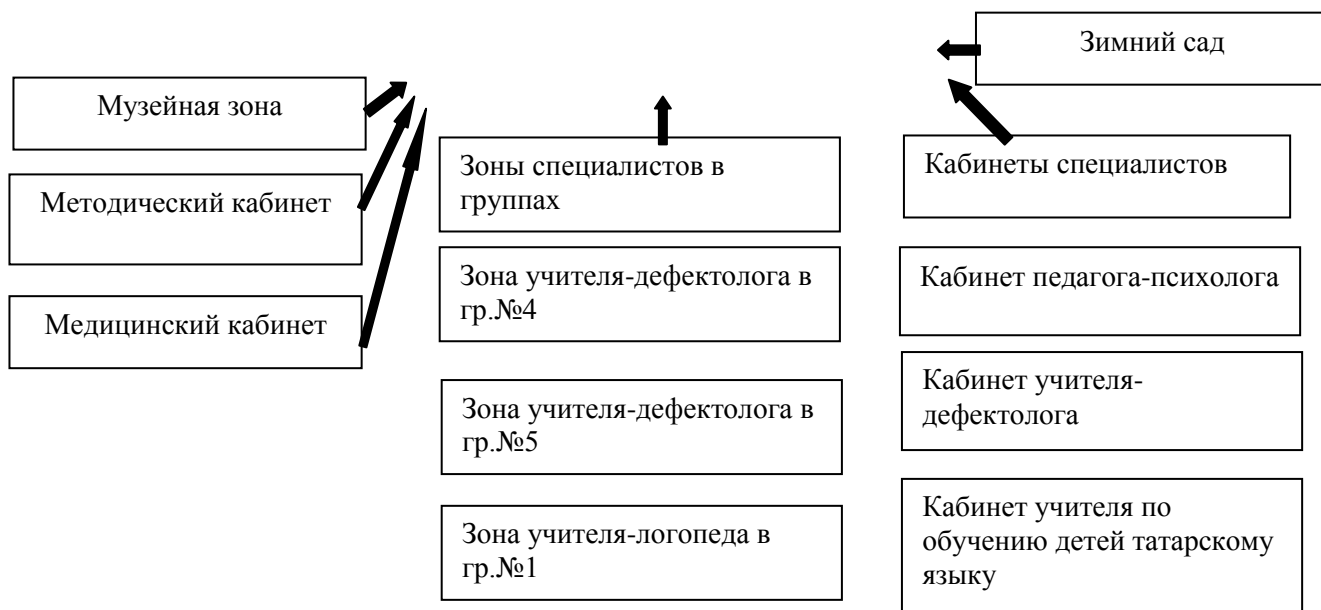 Зимний сад
Музейная зона
Методический кабинет
Медицинский кабинет
Зоны специалистов в
группах
Зона учителя-дефектолога в
гр.№4
Зона учителя-дефектолога в
гр.№5
Зона учителя-логопеда в
гр.№1
Кабинеты специалистов
Кабинет педагога-психолога
Кабинет учителя-
дефектолога
Кабинет учителя по
обучению детей татарскому
языку